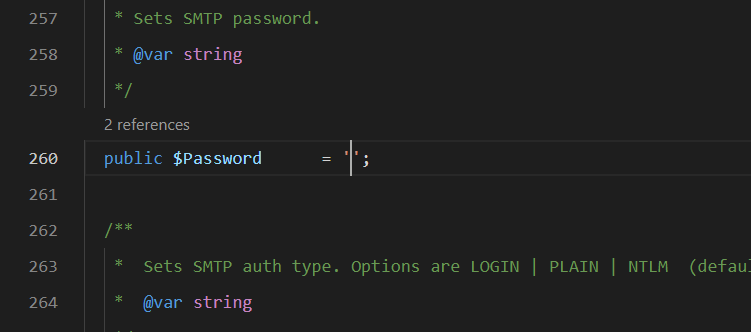 257 * Sets SMTP password.
258 * @var string
259 */
2 references
260 public $Password = '';
261
262 /**
263 * Sets SMTP auth type. Options are LOGIN | PLAIN | NTLM (defau
264 * @var string